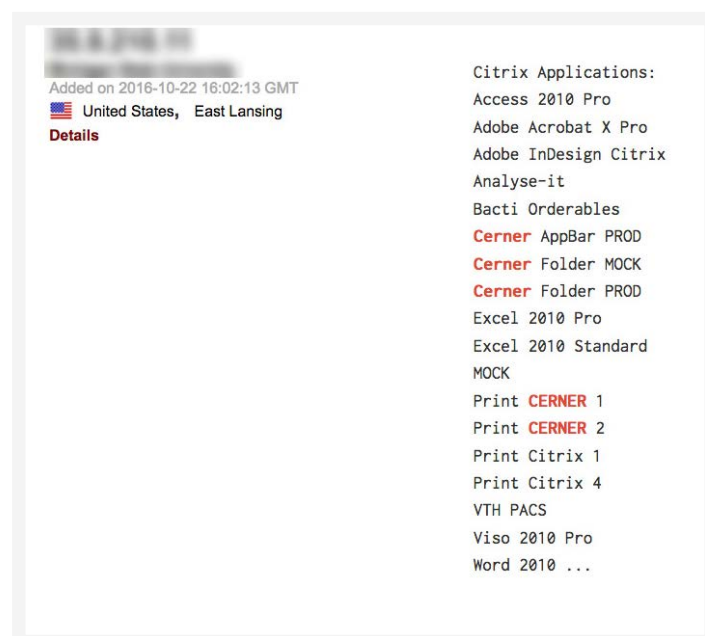 Added on 2016-10-22 16:02:13 GMT
United States, East Lansing
Details
Citrix Applications:
Access 2010 Pro
Adobe Acrobat X Pro
Adobe InDesign Citrix
Analyse-it
Bacti Orderables
Cerner AppBar PROD
Cerner Folder MOCK
Cerner Folder PROD
Excel 2010 Pro
Excel 2010 Standard
MOCK
Print CERNER 1
Print CERNER 2
Print Citrix 1
Print Citrix 4
VTH PACS
Viso 2010 Pro
Word 2010 ...